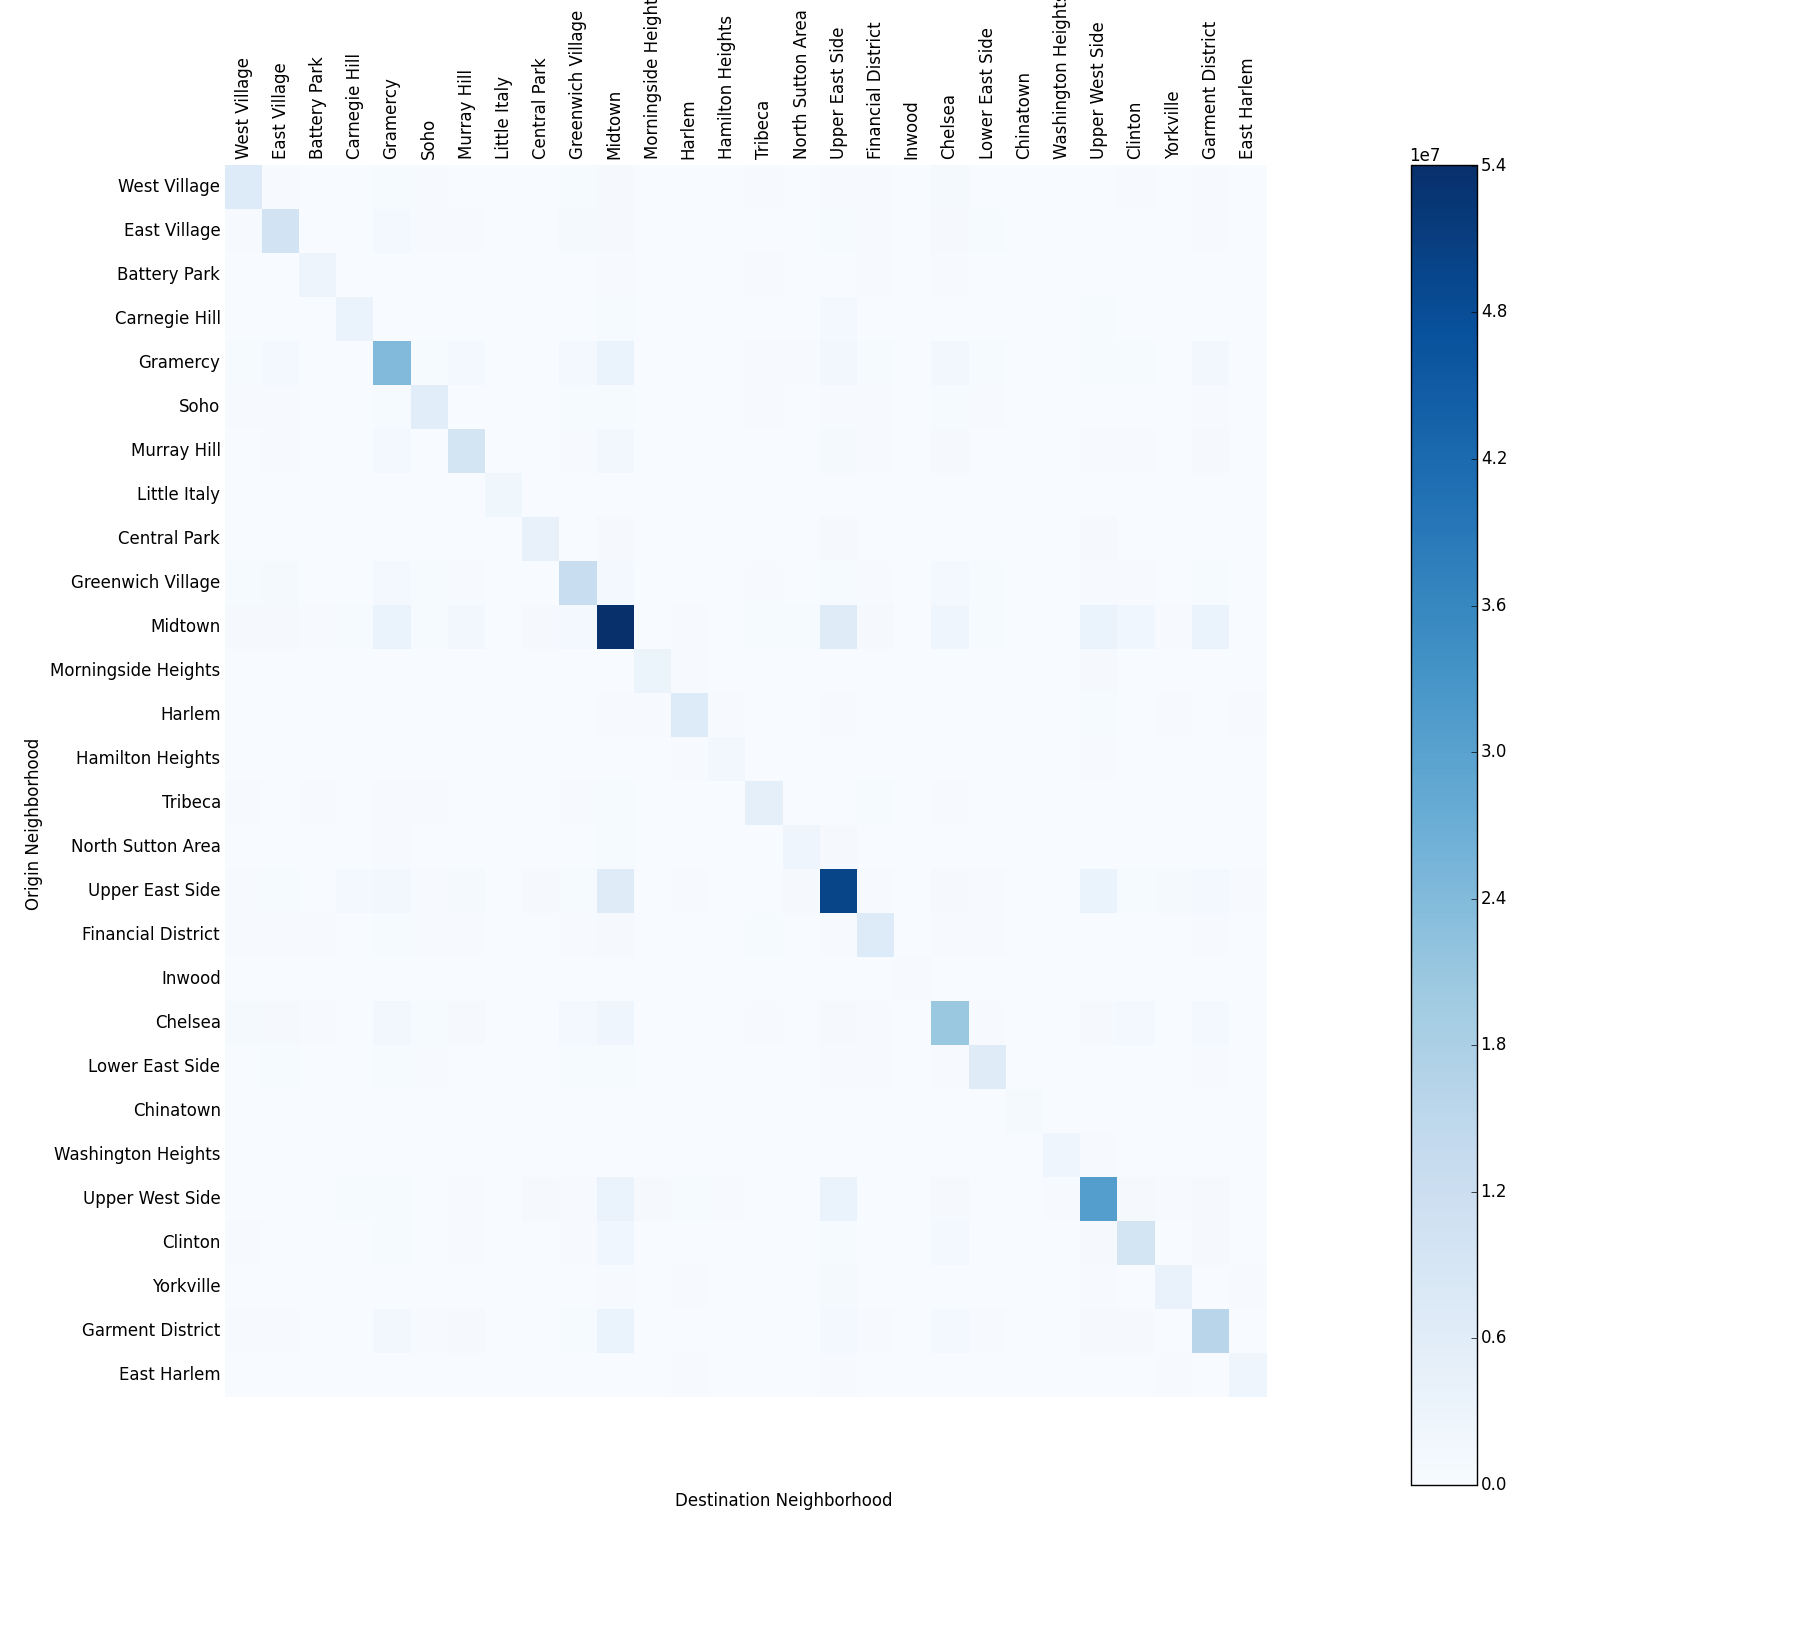 West Village
East Village
Battery Park
Carnegie Hill
Gramercy
Soho
Murray Hill
Little Italy
Central Park
Greenwich Village
Midtown
Morningside Height
Harlem
Hamilton Heights
Tribeca
North Sutton Area
Upper East Side
Financial District
Inwood
Chelsea
Lower East Side
Chinatown
Washington Heights
Upper West Side
Clinton
Yorkville
Garment District
East Harlem
Origin Neighborhood
West Village
East Village
Battery Park
Carnegie Hill
Gramercy
Soho
Murray Hill
Little Italy
Central Park
Greenwich Village
Midtown
Morningside Heights
Harlem
Hamilton Heights
Tribeca
North Sutton Area
Upper East Side
Financial District
Inwood
Chelsea
Lower East Side
Chinatown
Washington Heights
Upper West Side
Clinton
Yorkville
Garment District
East Harlem
Destination Neighborhood
1e7
5.4
4.8
4.2
3.6
3.0
2.4
1.8
1.2
0.6
0.0